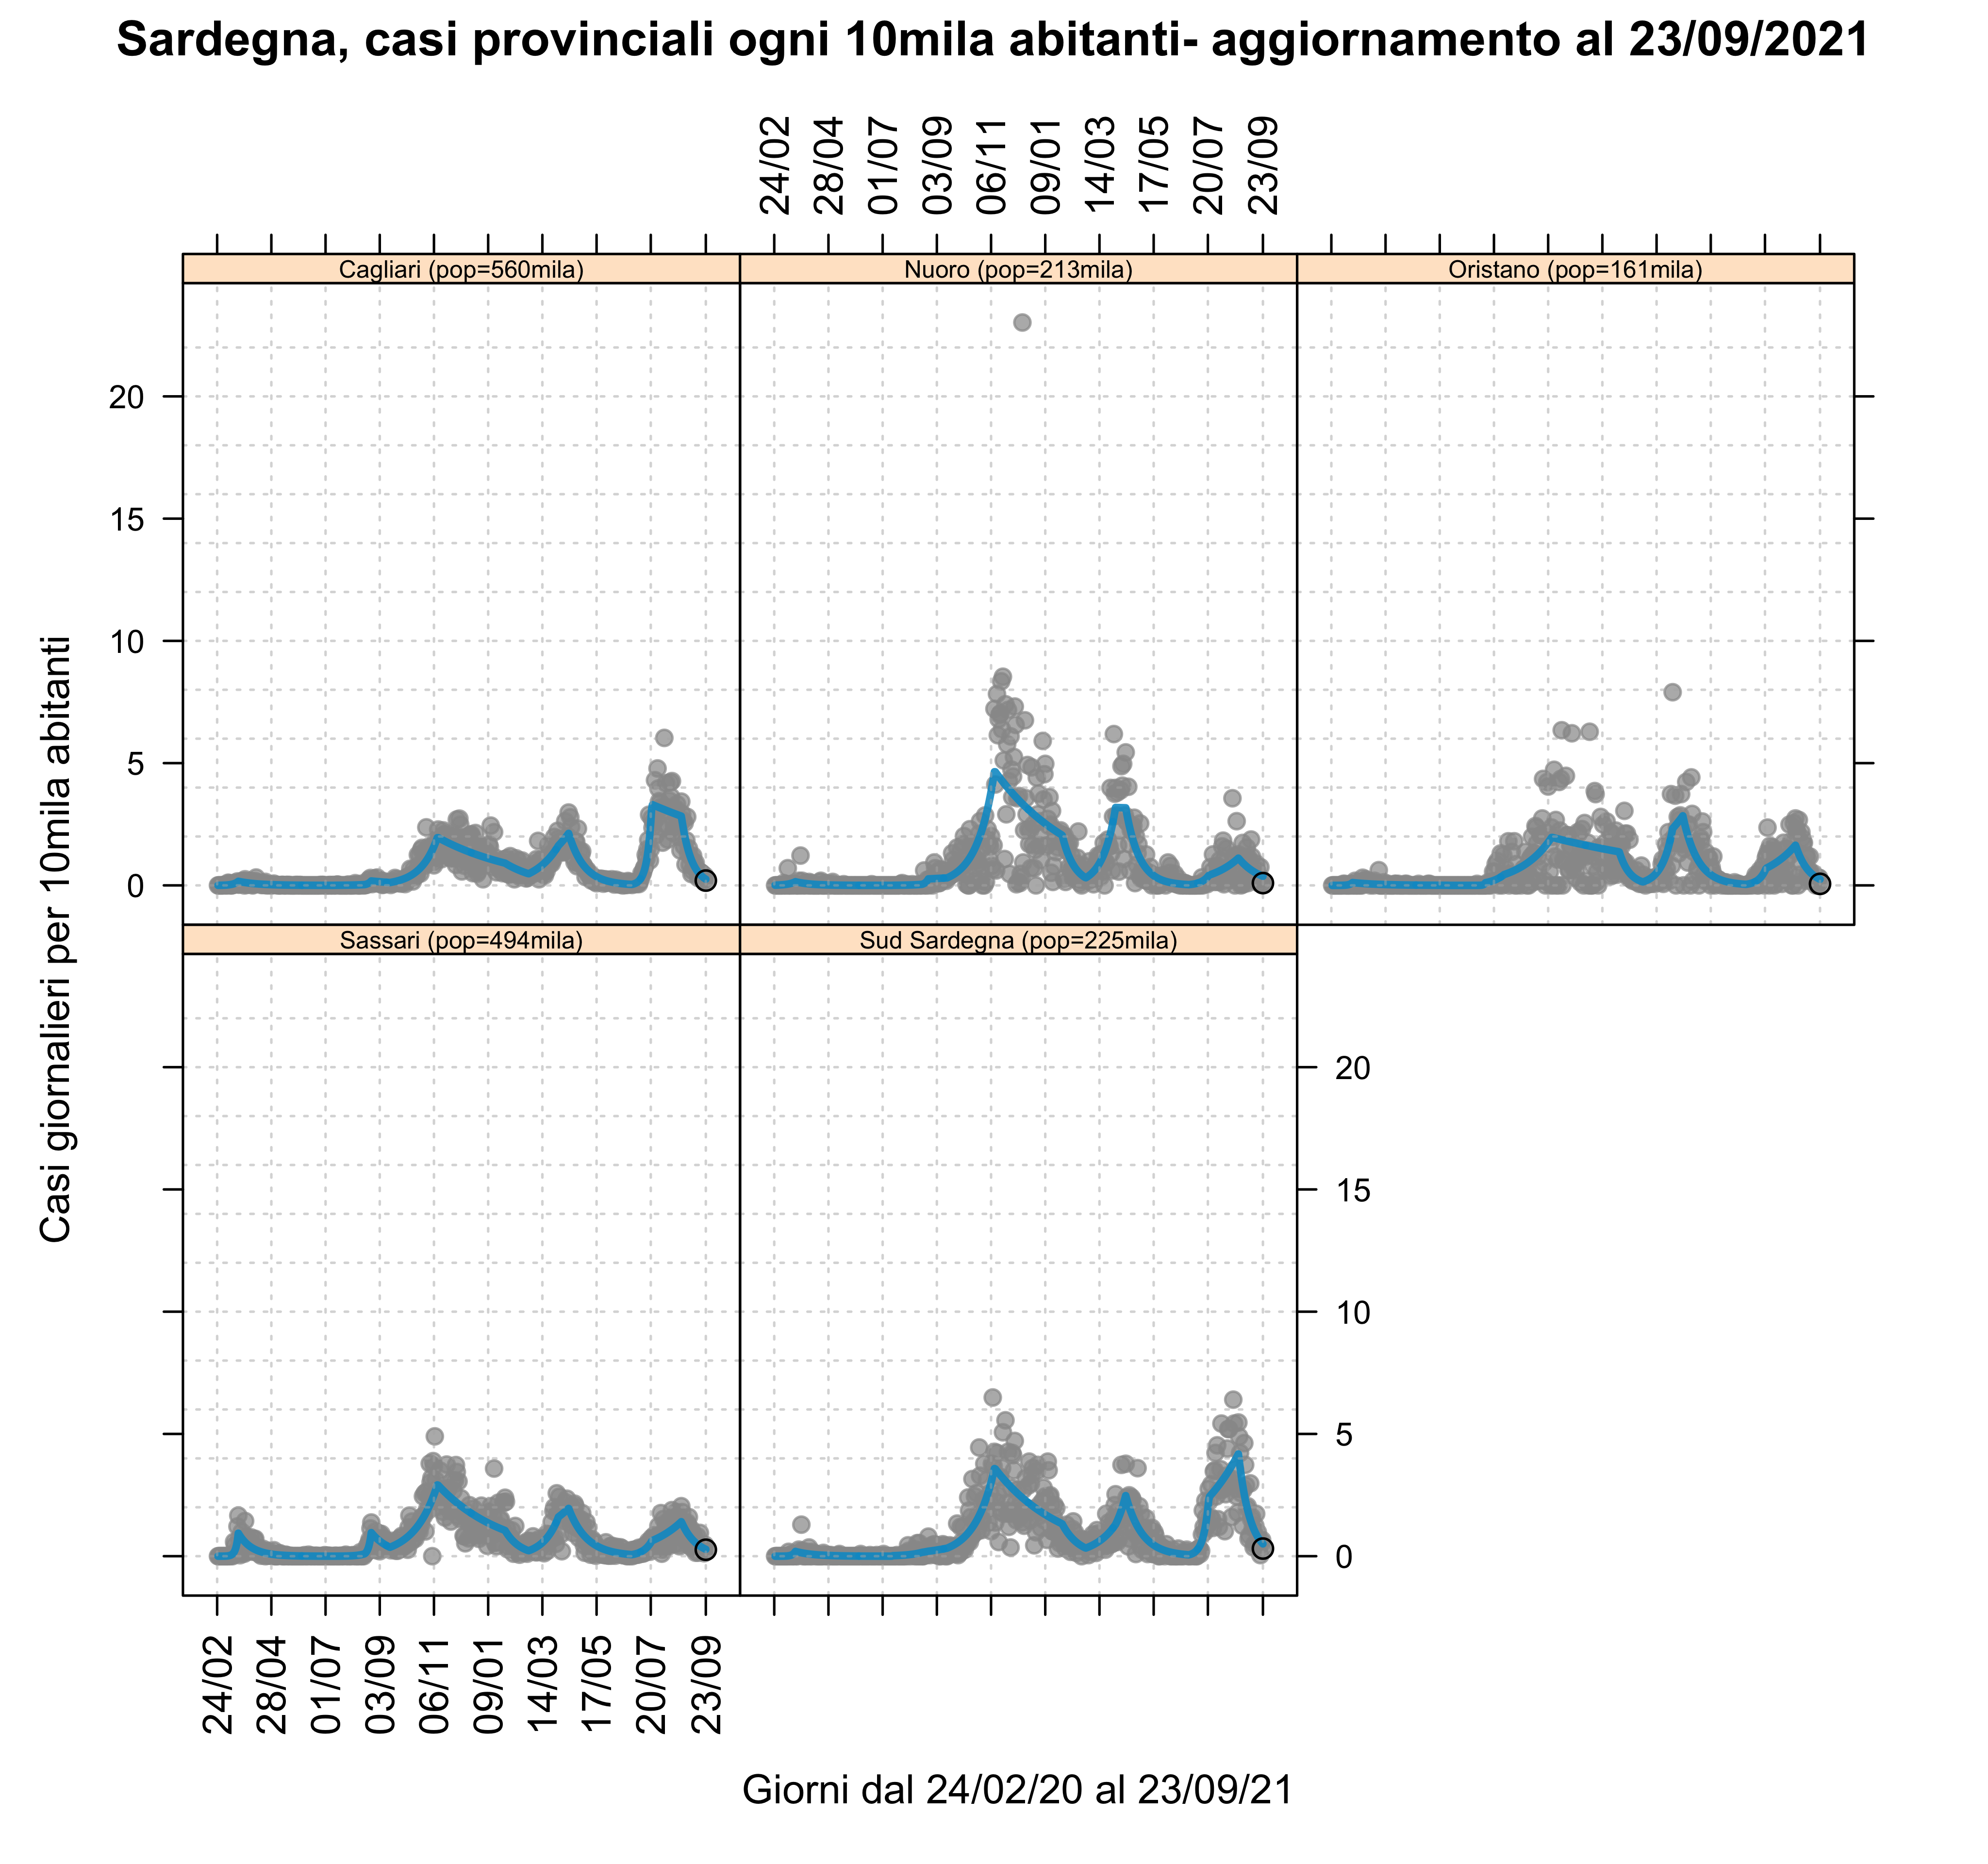 Sardegna, casi provinciali ogni 10mila abitanti- aggiornamento al 23/09/2021
24/02 28/04 01/07 03/09 06/11 09/01 14/03 17/05 20/07 23/09
Cagliari (pop=560mila)
Nuoro (pop=213mila)
Oristano (pop=161mila)
20
15
10
5
0
Casi giornalieri per 10mila abitanti
Sassari (pop=494mila)
Sud Sardegna (pop=225mila)
20
15
10
5
0
24/02 28/04 01/07 03/09 06/11 09/01 14/03 17/05 20/07 23/09
Giorni dal 24/02/20 al 23/09/21